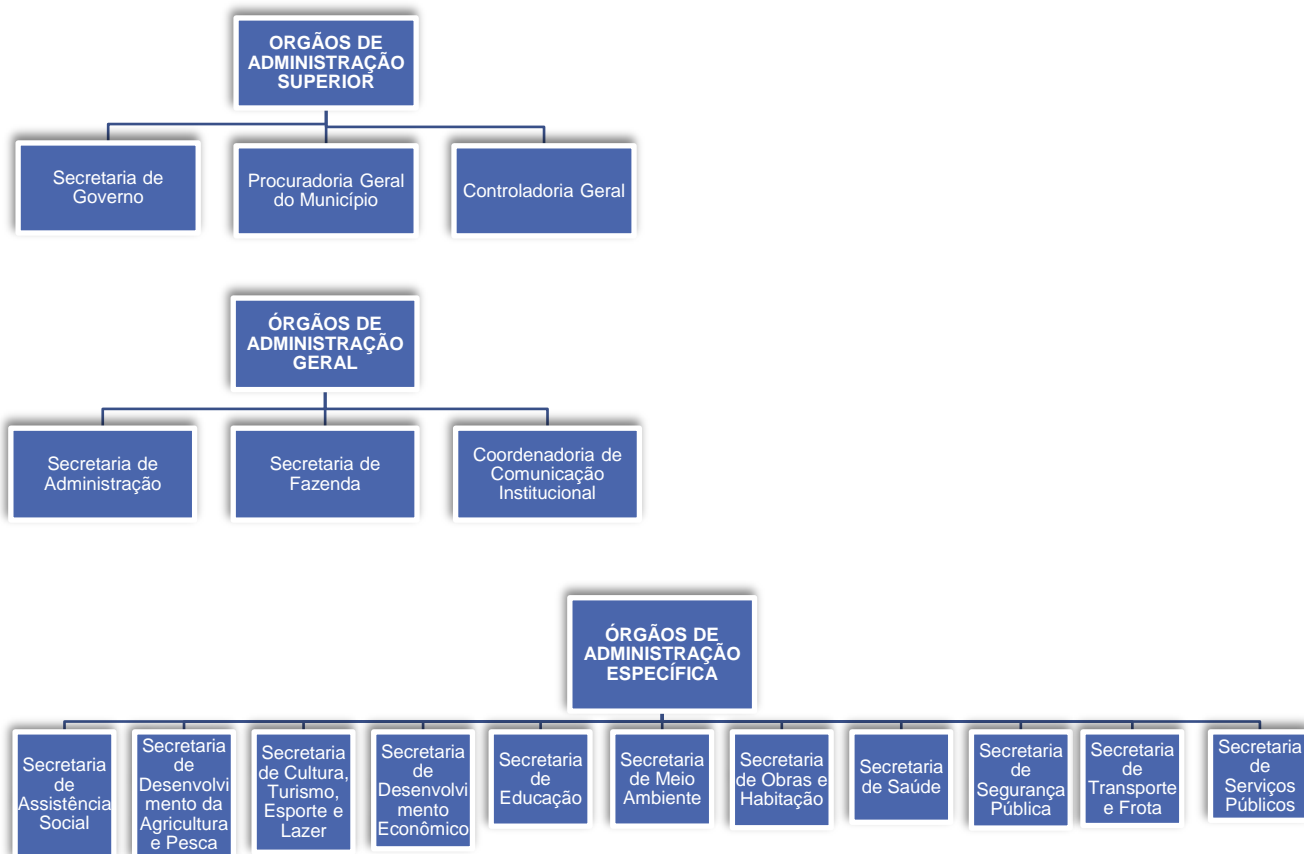 ORGÃOS DE
ADMINISTRAÇÃO
SUPERIOR
Secretaria de
Governo
Procuradoria Geral
do Município
Controladoria Geral
ÓRGÃOS DE
ADMINISTRAÇÃO
GERAL
Secretaria de
Administração
Secretaria de
Fazenda
Coordenadoria de
Comunicação
Institucional
ÓRGÃOS DE
ADMINISTRAÇÃO
ESPECÍFICA
Secretaria
de
Assistência
Social
Secretaria
de
Desenvolvi
mento da
Agricultura
e Pesca
Secretaria
de Cultura,
Turismo,
Esporte e
Lazer
Secretaria
de
Desenvolvi
mento
Econômico
Secretaria
de
Educação
Secretaria
de Meio
Ambiente
Secretaria
de Obras e
Habitação
Secretaria
de Saúde
Secretaria
de
Segurança
Pública
Secretaria
de
Transporte
e Frota
Secretaria
de
Serviços
Públicos